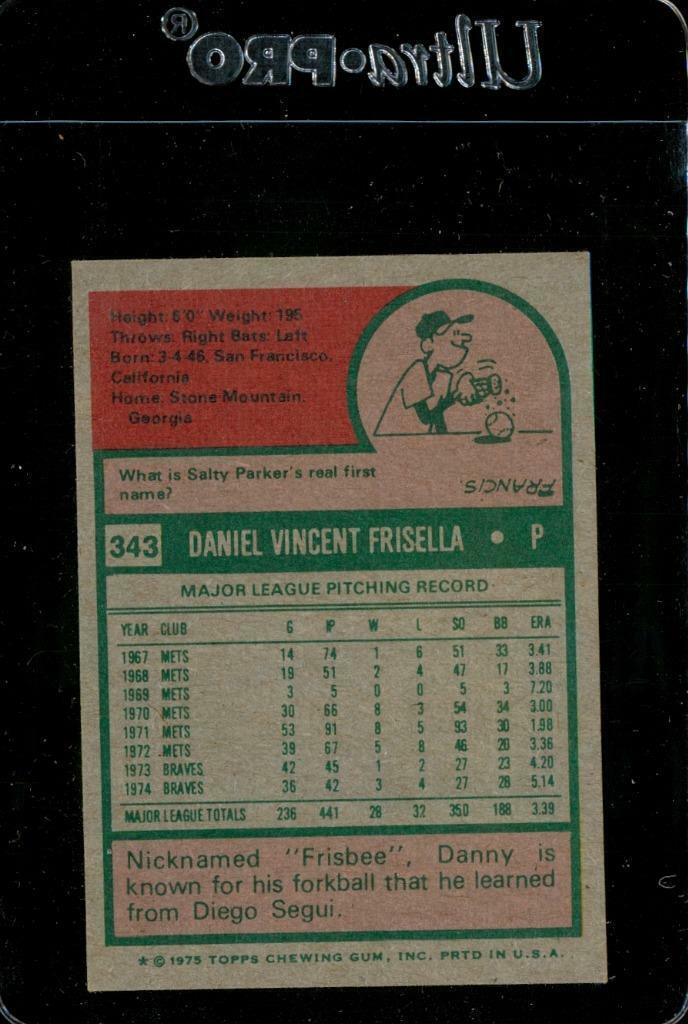 Ultra•PRO®
Height: 6'0" Weight: 195
Throws: Right Bats: Left
Born: 3-4-46, San Francisco,
California
Home: Stone Mountain,
Georgia
What is Salty Parker's real first
name?
FRANCIS.
343 DANIEL VINCENT FRISELLA • P
MAJOR LEAGUE PITCHING RECORD
YEAR CLUB G IP W L SO BB ERA
1967 METS 14 74 1 6 51 33 3.41
1968 METS 19 51 2 4 47 17 3.88
1969 METS 3 5 0 0 5 3 7.20
1970 METS 30 66 8 3 54 34 3.00
1971 METS 53 91 8 5 93 30 1.98
1972 METS 39 67 5 8 46 20 3.36
1973 BRAVES 42 45 1 2 27 23 4.20
1974 BRAVES 36 42 3 4 27 28 5.14
MAJOR LEAGUE TOTALS 236 441 28 32 350 188 3.39
Nicknamed "Frisbee", Danny is
known for his forkball that he learned
from Diego Segui.
* © 1975 TOPPS CHEWING GUM, INC. PRTD IN U.S.A.